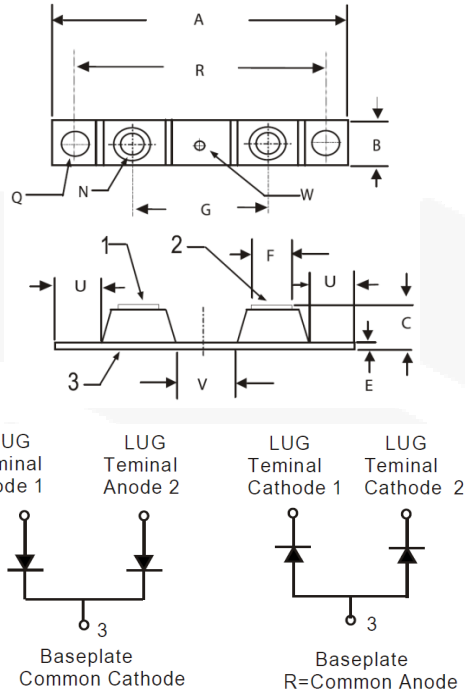 A
R
B
Q
N
G
W
1
2
F
U
U
C
3
V
E
LUG
Teminal
Anode 2
LUG
Teminal
Cathode 1
LUG
Teminal
Cathode 2
3
3
Baseplate
Common Cathode
Baseplate
R=Common Anode